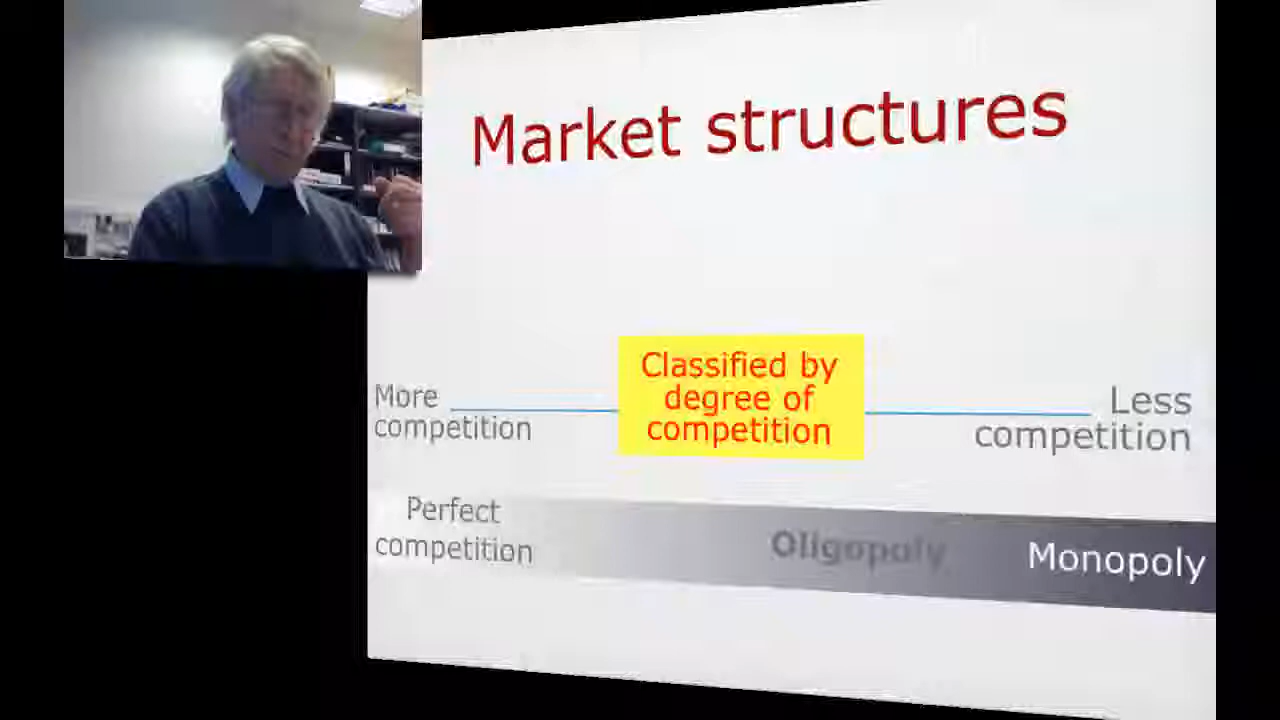 Market structures
Classified by
degree of
competition
More
competition
Less
competition
Perfect
competition
Oligopoly
Monopoly